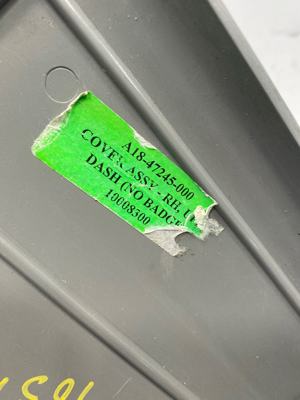 A18-47245-000
COVER ASSY - RH, U
DASH (NO BADGE
10008300